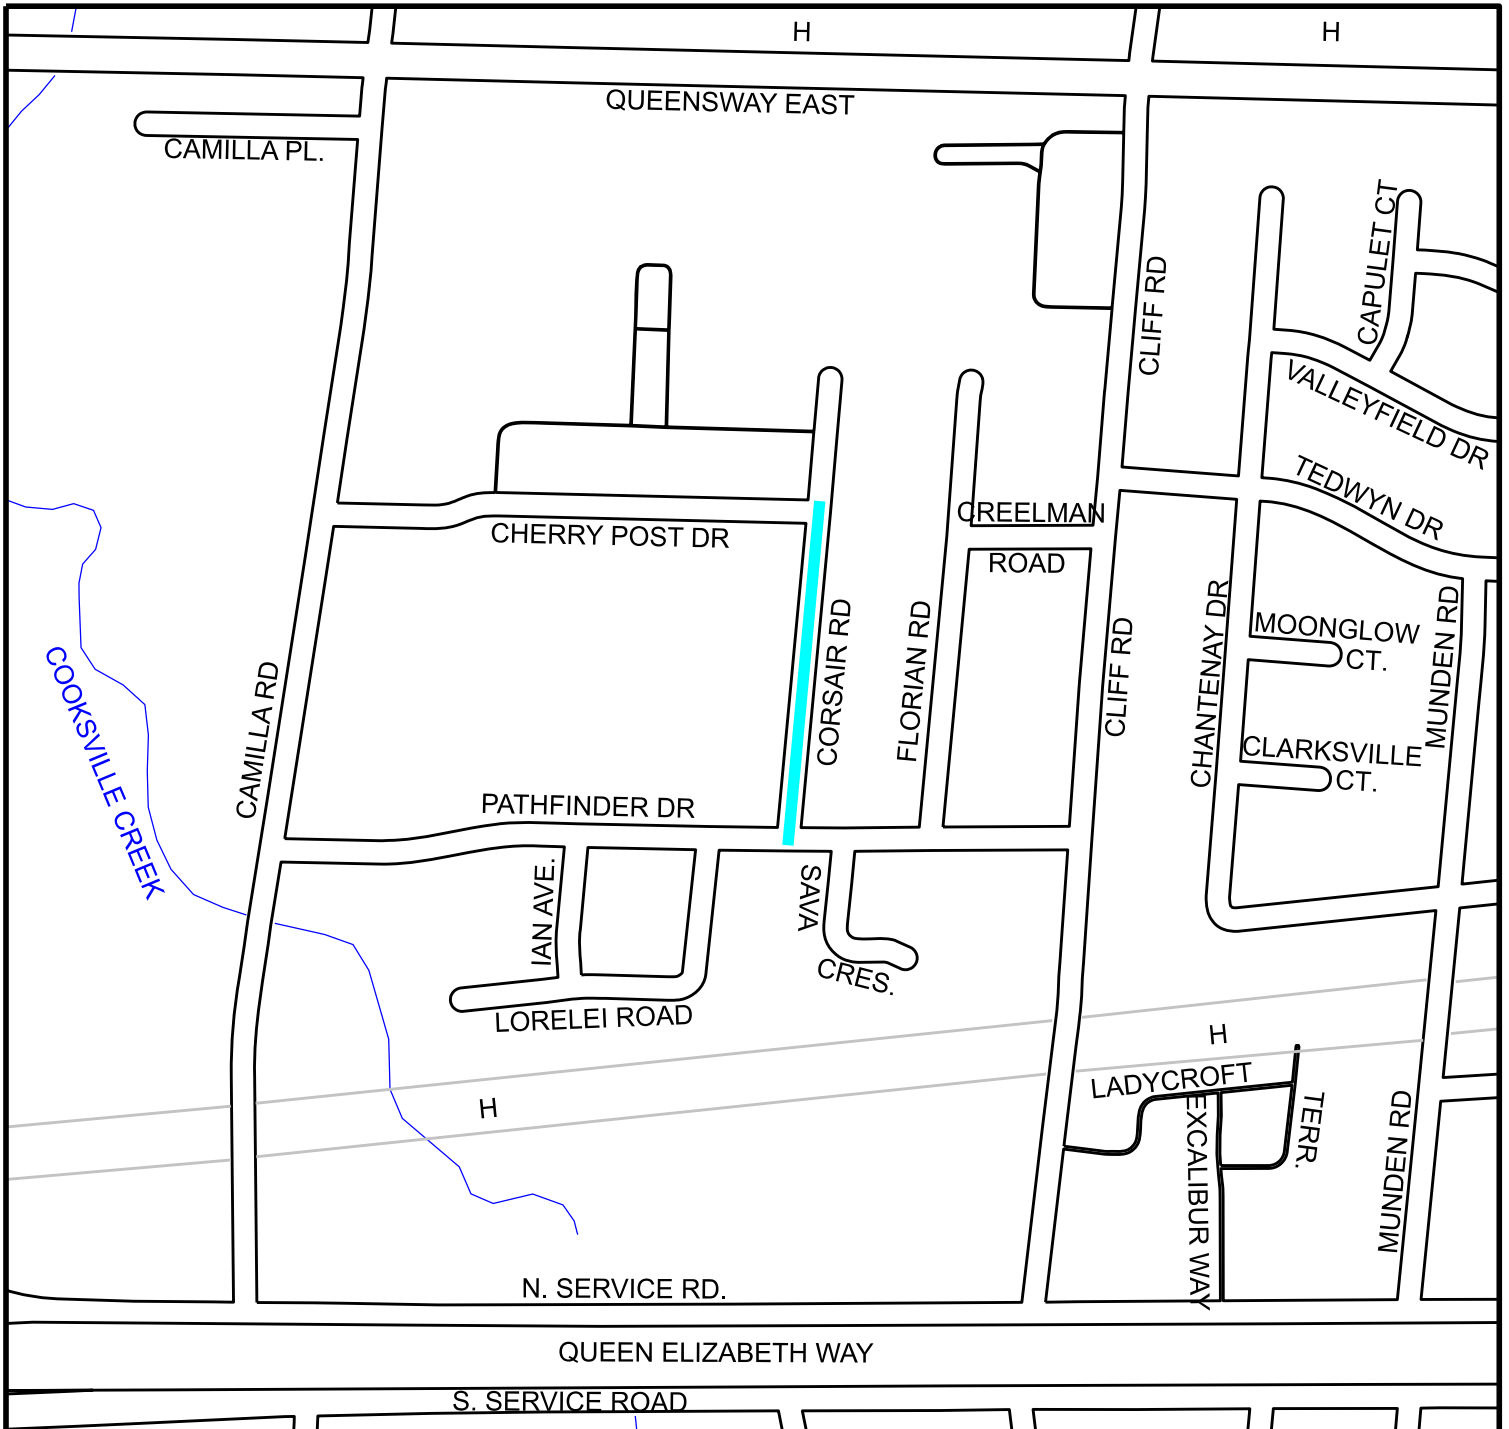 H
H
QUEENSWAY EAST
CAMILLA PL.
CAPULET CT
CLIFF RD
VALLEYFIELD DR
TEDWYN DR
CREELMAN
ROAD
CHERRY POST DR
MOONGLOW
CT.
CORSAIR RD
FLORIAN RD
CLIFF RD
CHANTENAY DR
MUNDEN RD
COOKSVILLE CREEK
CAMILLA RD
CLARKSVILLE
CT.
PATHFINDER DR
IAN AVE.
SAVA
CRES.
LORELEI ROAD
H
LADYCROFT
TERR.
H
EXCALIBUR WAY
MUNDEN RD
N. SERVICE RD.
QUEEN ELIZABETH WAY
S. SERVICE ROAD